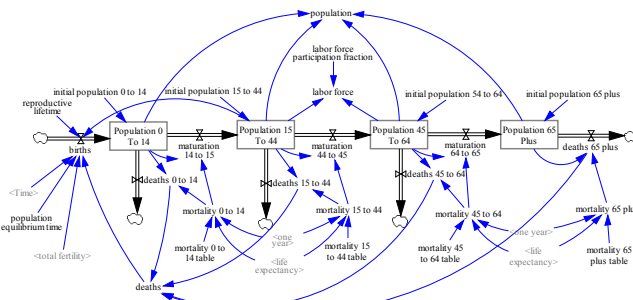 population
labor force
participation fraction
initial population 0 to 14
initial population 15 to 44
labor force
initial population 54 to 64
initial population 65 plus
reproductive
lifetime
Population 0
To 14
Population 15
To 44
Population 45
To 64
Population 65
Plus
births
maturation
14 to 15
maturation
44 to 45
maturation
64 to 65
deaths 65 plus
deaths 0 to 14
deaths 15 to 44
deaths 45 to 64
<Time>
population
equilibrium time
<total fertility>
mortality 0 to 14
mortality 15 to 44
mortality 45 to 64
mortality 65 plu
mortality 0 to
14 table
<one
year>
<life
expectancy>
mortality 15
to 44 table
mortality 45
to 64 table
<one year>
<life
expectancy>
mortality 65
plus table
deaths